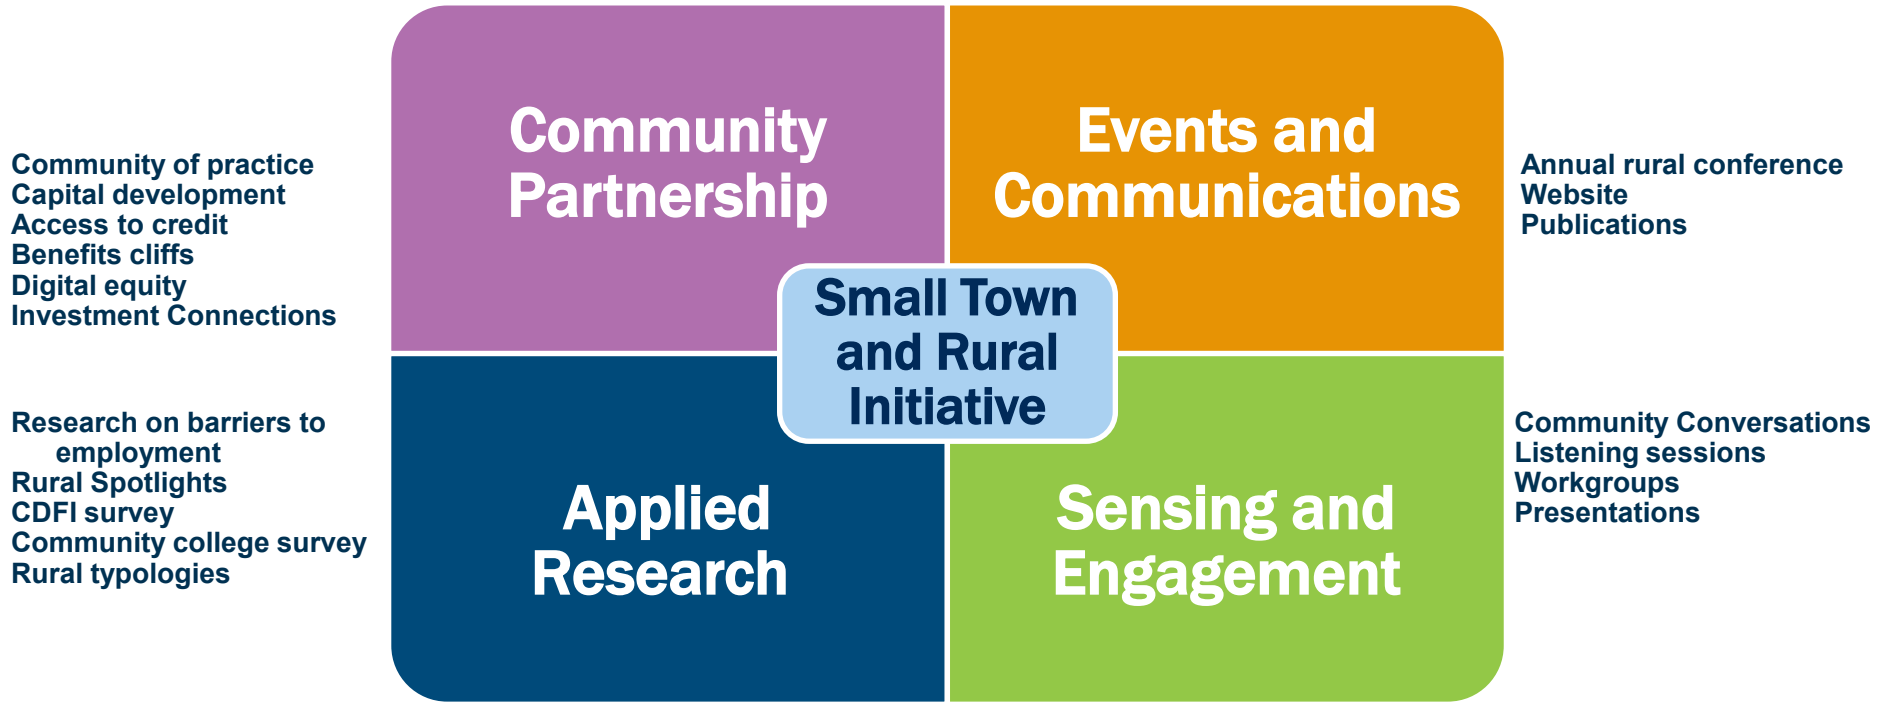 Community
Partnership
Events and
Communications
Community of practice
Capital development
Access to credit
Benefits cliffs
Digital equity
Investment Connections
Annual rural conference
Website
Publications
Small Town
and Rural
Initiative
Research on barriers to
employment
Rural Spotlights
CDFI survey
Community college survey
Rural typologies
Applied
Research
Sensing and
Engagement
Community Conversations
Listening sessions
Workgroups
Presentations